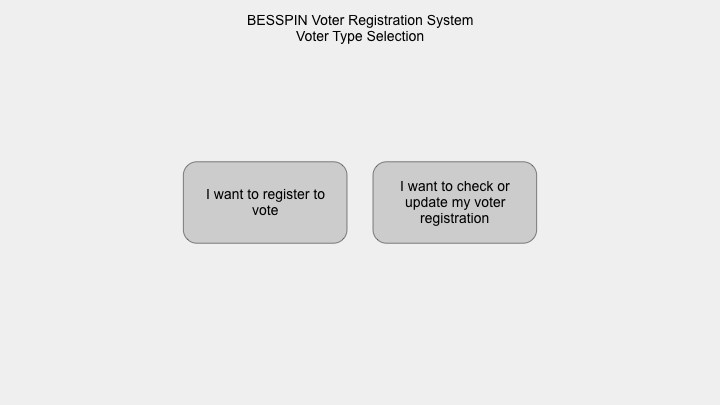 BESSPIN Voter Registration System
Voter Type Selection
I want to register to
vote
I want to check or
update my voter
registration